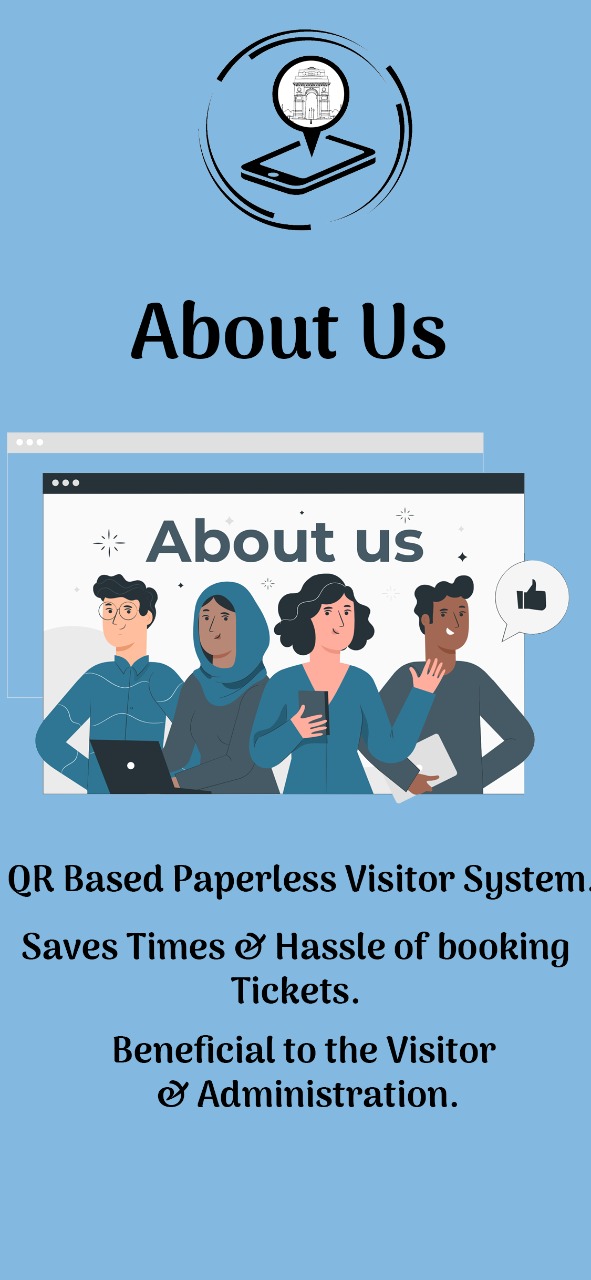 About Us
About us
QR Based Paperless Visitor System.
Saves Times & Hassle of booking
Tickets.
Beneficial to the Visitor
& Administration.